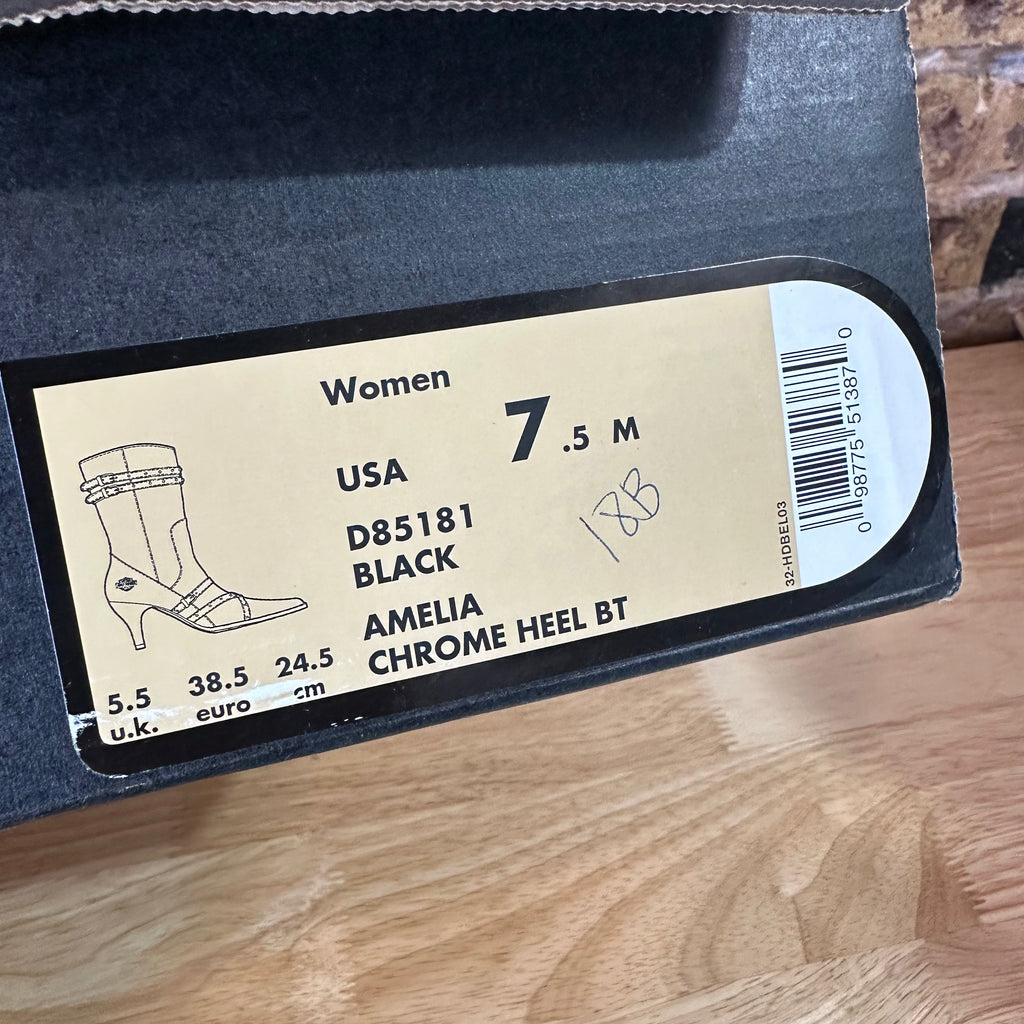 Women
USA
7 .5 M
D85181
BLACK
18B
AMELIA
CHROME HEEL BT
5.5 38.5 24.5
u.k. euro cm
32-HDBEL03
0 98775 51387 0